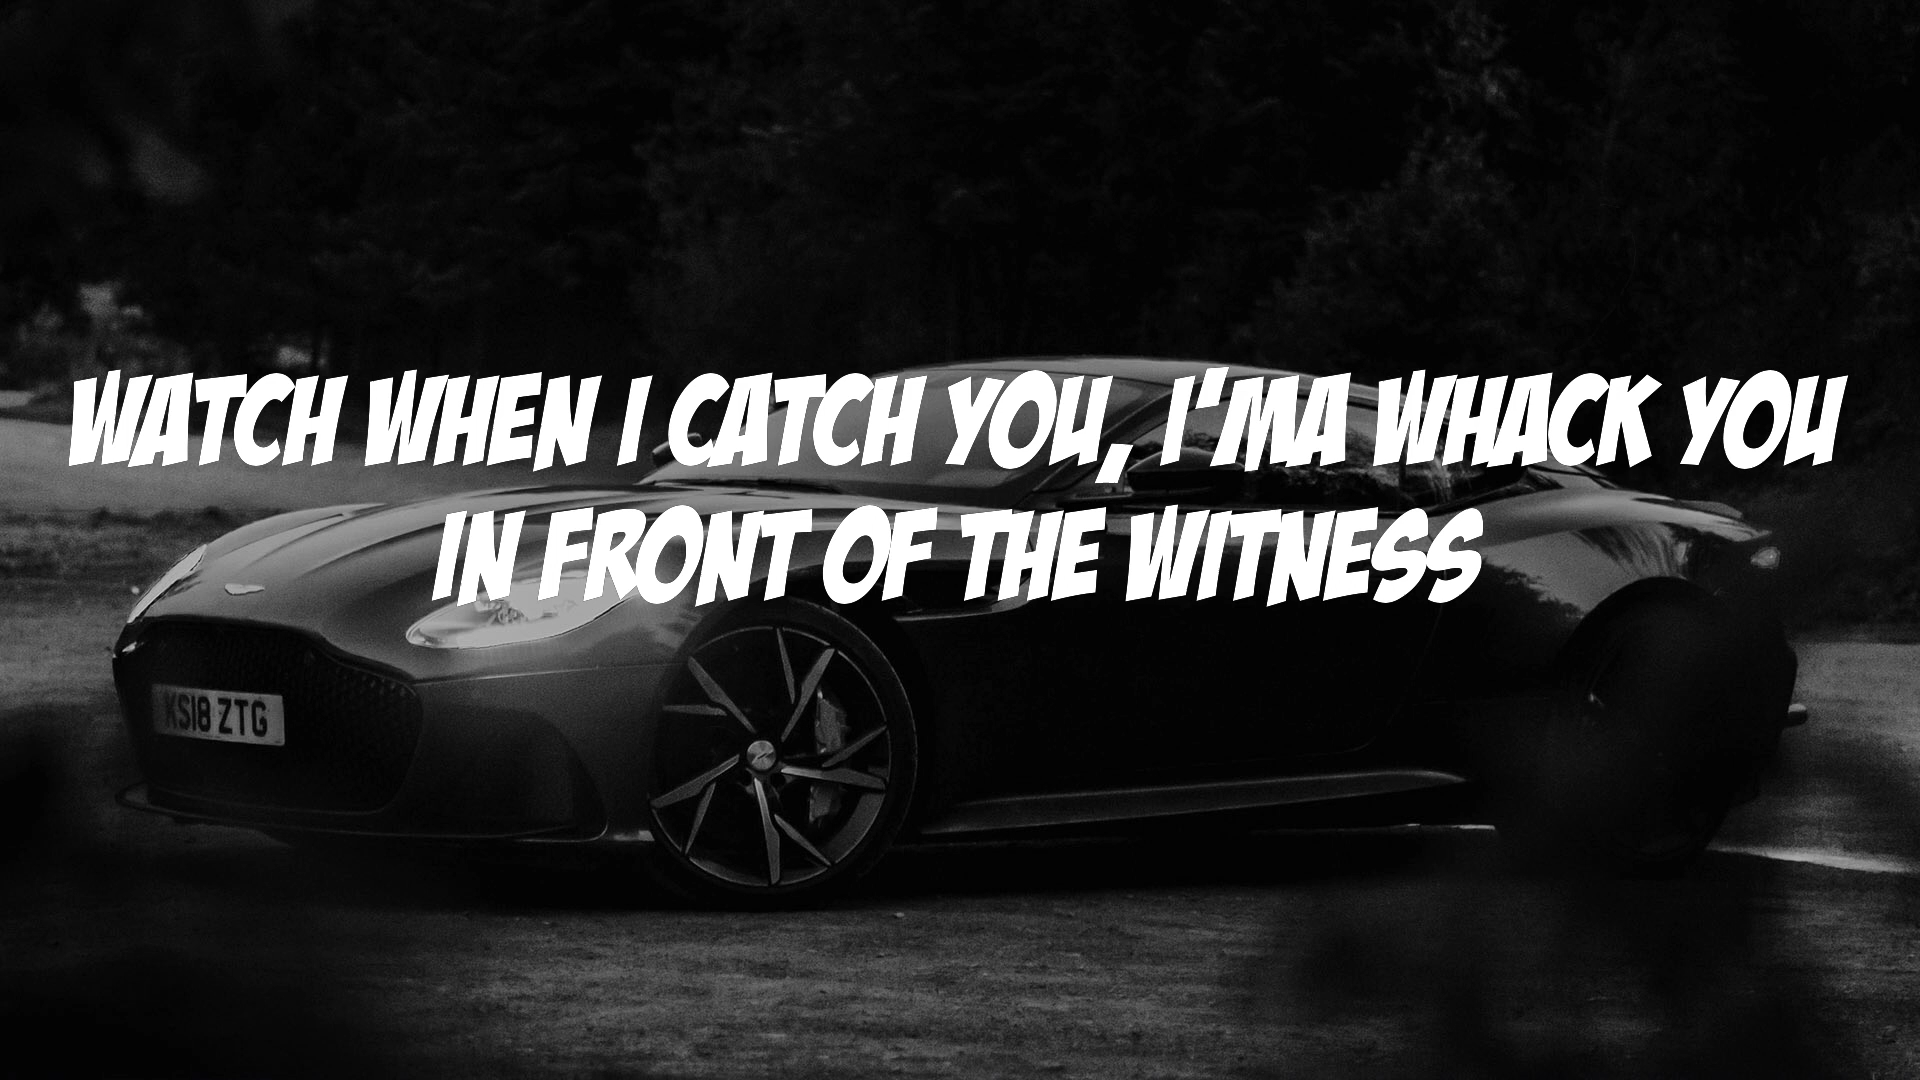 WATCH WHEN I CATCH YOU, I'MA WHACK YOU
IN FRONT OF THE WITNESS
KS18 ZTG